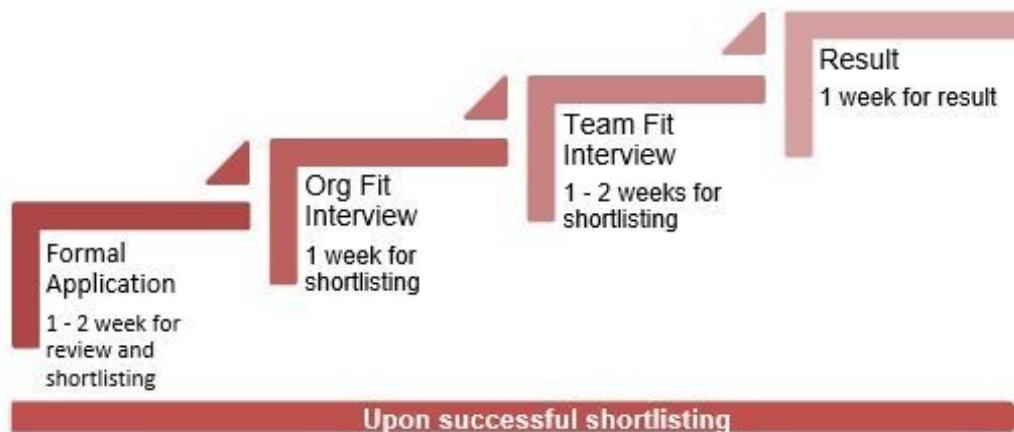 Formal
Application
1 - 2 week for
review and
shortlisting
Org Fit
Interview
1 week for
shortlisting
Team Fit
Interview
1 - 2 weeks for
shortlisting
Result
1 week for result
Upon successful shortlisting